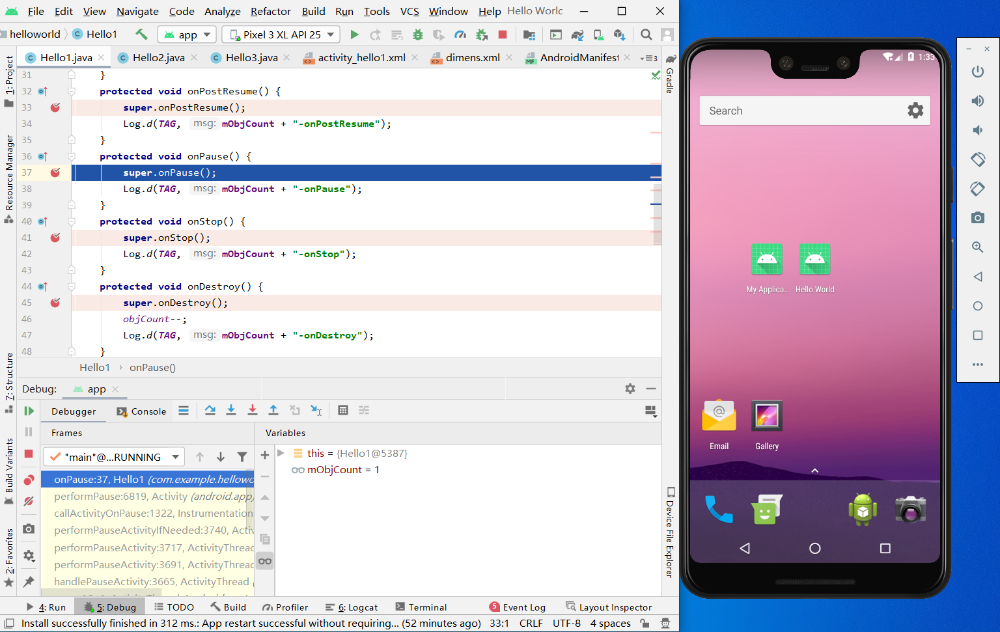 File Edit View Navigate Code Analyze Refactor Build Run Tools VCS Window Help Hello Worlc
helloworld Hello1 app Pixel 3 XL API 25
Hello1.java Hello2.java Hello3.java activity_hello1.xml dimens.xml AndroidManifest 3
31 }
32 protected void onPostResume() {
33 super.onPostResume();
34 Log.d(TAG, msg: mObjCount + "-onPostResume");
35 }
36 protected void onPause() {
37 super.onPause();
38 Log.d(TAG, msg: mObjCount + "-onPause");
39 }
40 protected void onStop() {
41 super.onStop();
42 Log.d(TAG, msg: mObjCount + "-onStop");
43 }
44 protected void onDestroy() {
45 super.onDestroy();
46 objCount--;
47 Log.d(TAG, msg: mObjCount + "-onDestroy");
48 }
Hello1 › onPause()
Debug: app
Debugger Console
Frames
Variables
"main"@...RUNNING
onPause:37, Hello1 (com.example.hellowo
performPause:6819, Activity (android.app)
callActivityOnPause:1322, Instrumentation
performPauseActivityIfNeeded:3740, Activ
performPauseActivity:3717, ActivityThread
performPauseActivity:3691, ActivityThread
handlePauseActivity:3665, ActivityThread (
this = {Hello1@5387}
mObjCount = 1
1: Project
Resource Manager
Z: Structure
Build Variants
2: Favorites
Gradle
Device File Explorer
4: Run 5: Debug TODO Build Profiler 6: Logcat Terminal 5 Event Log Layout Inspector
Install successfully finished in 312 ms.: App restart successful without requiring... (52 minutes ago) 33:1 CRLF UTF-8 4 spaces
1:33
Search
My Applica.. Hello World
@
Email Gallery